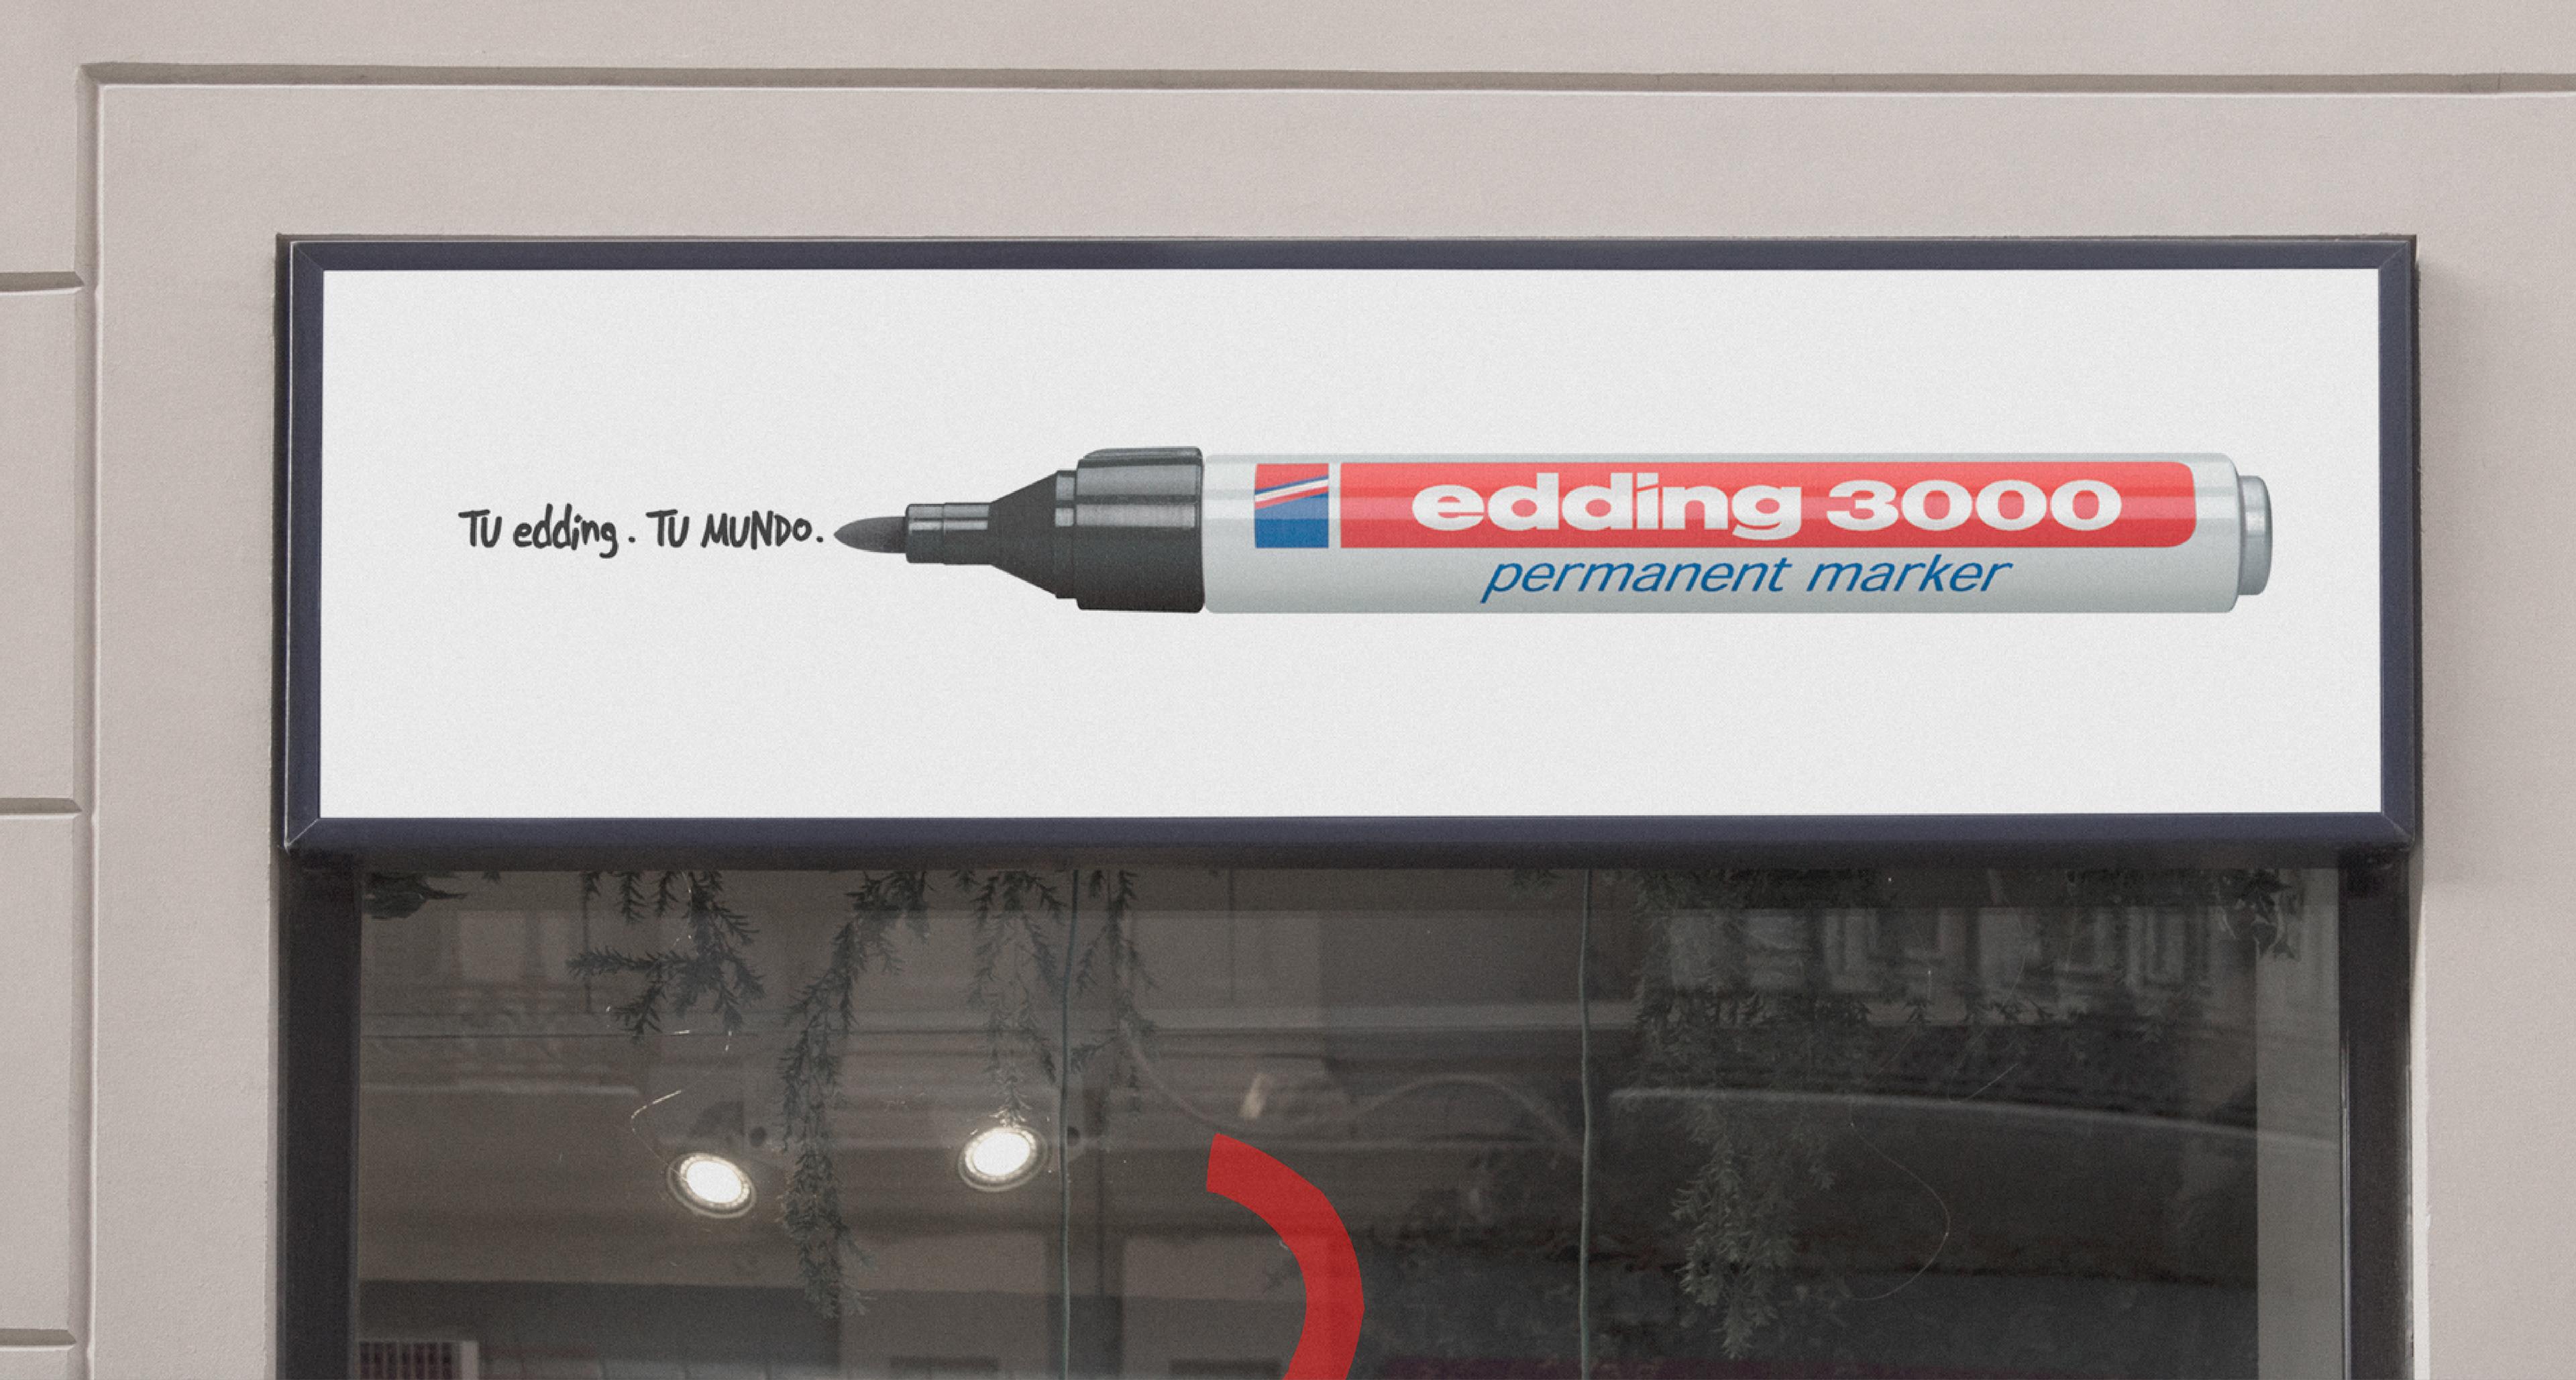 TU edding. TU MUNDO.
edding 3000
permanent marker